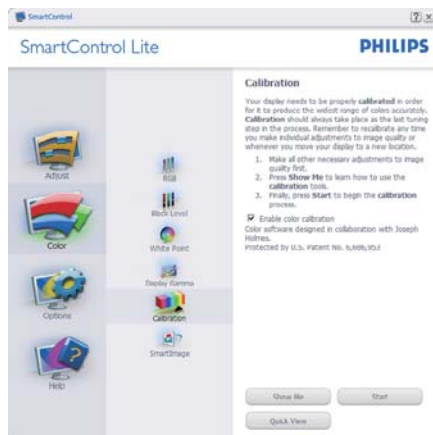 SmartControl
SmartControl Lite
PHILIPS
Adjust
Color
Options
Help
RGB
Black Level
White Point
Display Gamma
Calibration
SmartImage
Calibration
Your display needs to be properly calibrated in order
for it to produce the widest range of colors accurately.
Calibration should always take place as the last tuning
step in the process. Remember to recalibrate any time
you make individual adjustments to image quality or
whenever you move your display to a new location.
1. Make all other necessary adjustments to image
quality first.
2. Press Show Me to learn how to use the
calibration tools.
3. Finally, press Start to begin the calibration
process.
Enable color calibration
Color software designed in collaboration with Joseph
Holmes.
Protected by U.S. Patent No. 6,686,953
Show Me
Start
Quick View